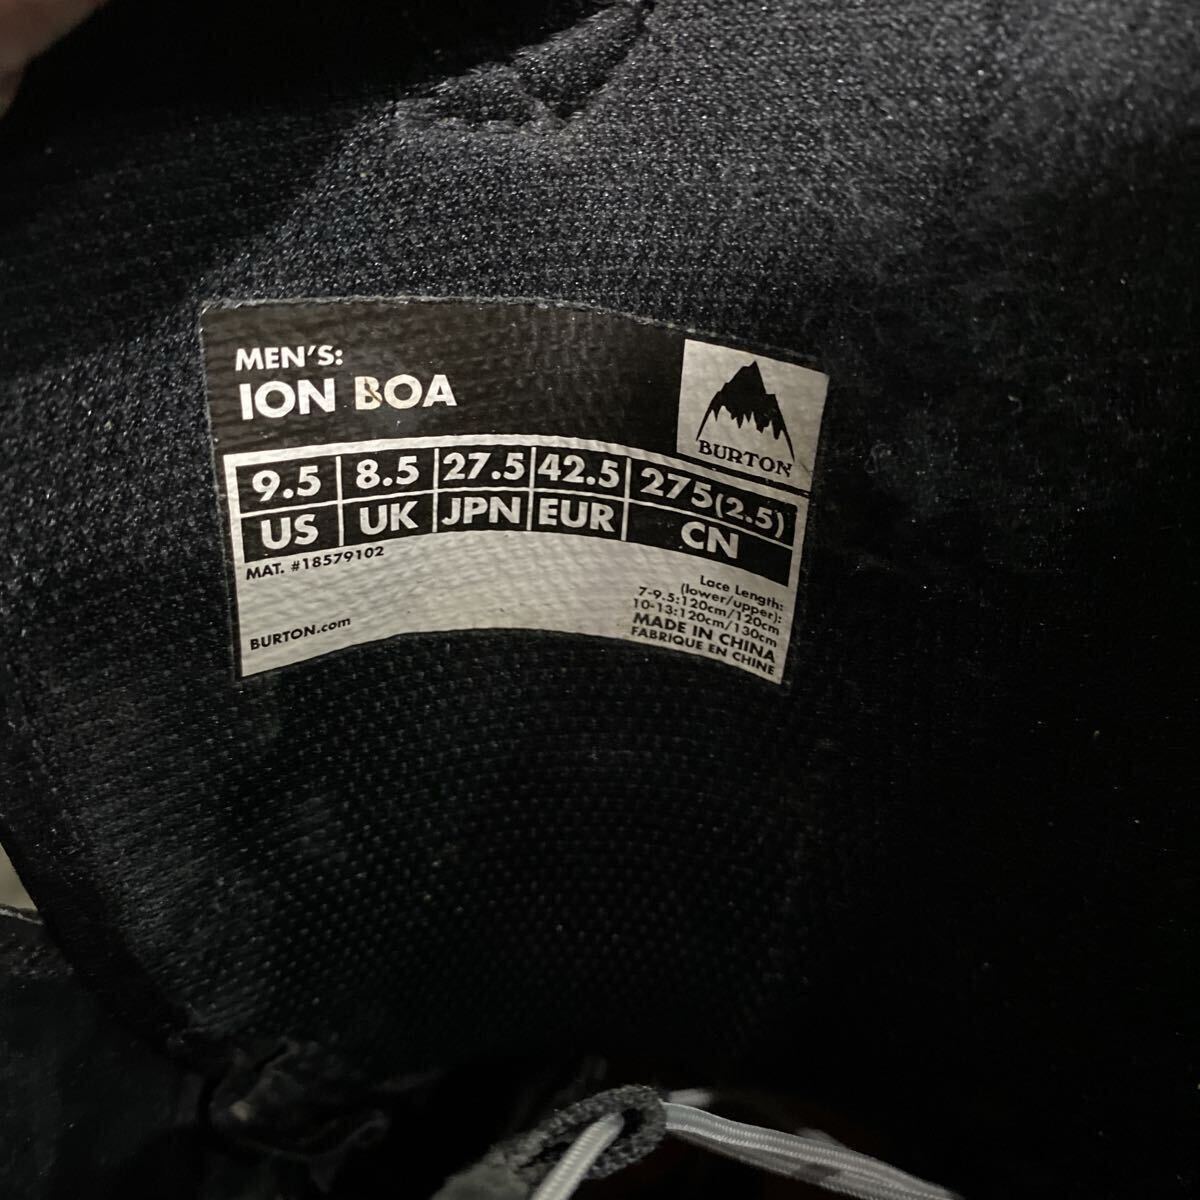 MEN'S:
ION BOA
BURTON
9.5 8.5 27.5 42.5 275(2.5)
US UK JPN EUR CN
MAT. #18579102
BURTON.com
Lace Length:
(lower/upper):
7-9.5:120cm/120cm
10-13:120cm/130cm
MADE IN CHINA
FABRIQUE EN CHINE